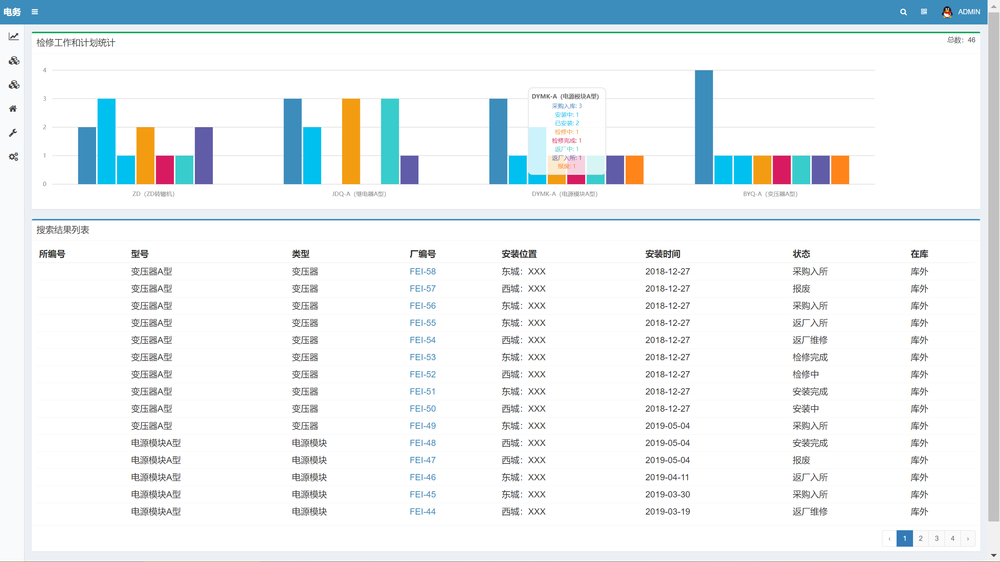 电务
ADMIN
检修工作和计划统计
总数：46
4
3
2
1
0
DYMK-A（电源模块A型）
采购入库: 3
安装中: 1
已安装: 2
检修中: 1
检修完成: 1
返厂中: 1
返厂入所: 1
报废: 1
ZD（ZD转辙机） JDQ-A（继电器A型） DYMK-A（电源模块A型） BYQ-A（变压器A型）
搜索结果列表
所编号 型号 类型 厂编号 安装位置 安装时间 状态 在库
变压器A型 变压器 FEI-58 东城：XXX 2018-12-27 采购入所 库外
变压器A型 变压器 FEI-57 西城：XXX 2018-12-27 报废 库外
变压器A型 变压器 FEI-56 东城：XXX 2018-12-27 采购入所 库外
变压器A型 变压器 FEI-55 东城：XXX 2018-12-27 返厂入所 库外
变压器A型 变压器 FEI-54 西城：XXX 2018-12-27 返厂维修 库外
变压器A型 变压器 FEI-53 东城：XXX 2018-12-27 检修完成 库外
变压器A型 变压器 FEI-52 西城：XXX 2018-12-27 检修中 库外
变压器A型 变压器 FEI-51 东城：XXX 2018-12-27 安装完成 库外
变压器A型 变压器 FEI-50 西城：XXX 2018-12-27 安装中 库外
变压器A型 变压器 FEI-49 东城：XXX 2019-05-04 采购入所 库外
电源模块A型 电源模块 FEI-48 西城：XXX 2019-05-04 安装完成 库外
电源模块A型 电源模块 FEI-47 西城：XXX 2019-05-04 报废 库外
电源模块A型 电源模块 FEI-46 东城：XXX 2019-04-11 返厂入所 库外
电源模块A型 电源模块 FEI-45 东城：XXX 2019-03-30 采购入所 库外
电源模块A型 电源模块 FEI-44 西城：XXX 2019-03-19 返厂维修 库外
‹ 1 2 3 4 ›